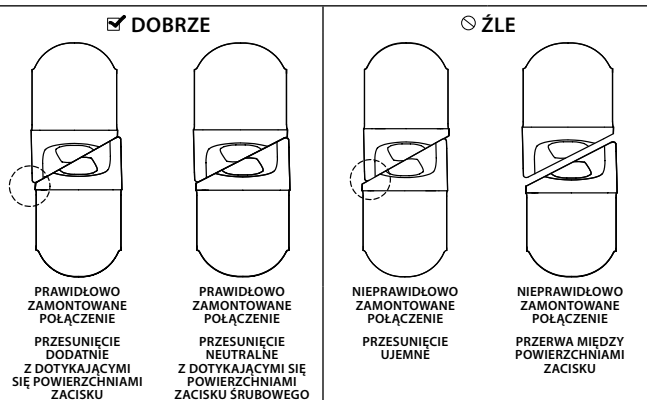 DOBRZE
PRAWIDŁOWO
ZAMONTOWANE
POŁĄCZENIE
PRZESUNIĘCIE
DODATNIE
Z DOTYKAJĄCYMI
SIĘ POWIERZCHNIAMI
ZACISKU
PRAWIDŁOWO
ZAMONTOWANE
POŁĄCZENIE
PRZESUNIĘCIE
NEUTRALNE
Z DOTYKAJĄCYMI SIĘ
POWIERZCHNIAMI
ZACISKU ŚRUBOWEGO
ŹLE
NIEPRAWIDŁOWO
ZAMONTOWANE
POŁĄCZENIE
PRZESUNIĘCIE
UJEMNE
NIEPRAWIDŁOWO
ZAMONTOWANE
POŁĄCZENIE
PRZERWA MIĘDZY
POWIERZCHNIAMI
ZACISKU